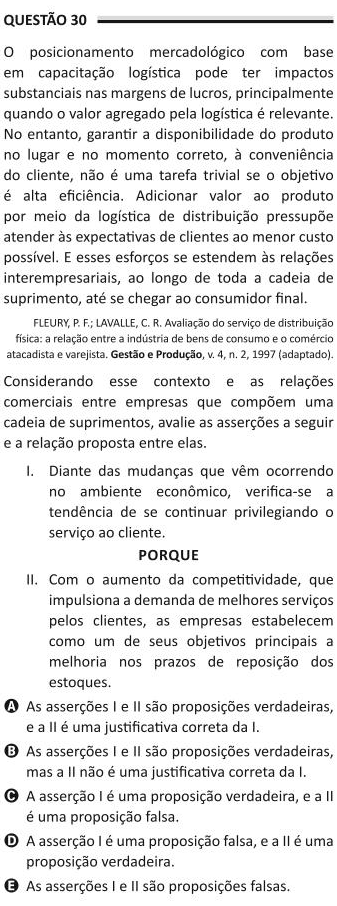 QUESTÃO 30
O posicionamento mercadológico com base
em capacitação logística pode ter impactos
substanciais nas margens de lucros, principalmente
quando o valor agregado pela logística é relevante.
No entanto, garantir a disponibilidade do produto
no lugar e no momento correto, à conveniência
do cliente, não é uma tarefa trivial se o objetivo
é alta eficiência. Adicionar valor ao produto
por meio da logística de distribuição pressupõe
atender às expectativas de clientes ao menor custo
possível. E esses esforços se estendem às relações
interempresariais, ao longo de toda a cadeia de
suprimento, até se chegar ao consumidor final.
FLEURY, P. F.; LAVALLE, C. R. Avaliação do serviço de distribuição
física: a relação entre a indústria de bens de consumo e o comércio
atacadista e varejista. Gestão e Produção, v. 4, n. 2, 1997 (adaptado).
Considerando esse contexto e as relações
comerciais entre empresas que compõem uma
cadeia de suprimentos, avalie as asserções a seguir
e a relação proposta entre elas.
I. Diante das mudanças que vêm ocorrendo
no ambiente econômico, verifica-se a
tendência de se continuar privilegiando o
serviço ao cliente.
PORQUE
II. Com o aumento da competitividade, que
impulsiona a demanda de melhores serviços
pelos clientes, as empresas estabelecem
como um de seus objetivos principais a
melhoria nos prazos de reposição dos
estoques.
A As asserções I e II são proposições verdadeiras,
e a II é uma justificativa correta da I.
B As asserções I e II são proposições verdadeiras,
mas a II não é uma justificativa correta da I.
C A asserção I é uma proposição verdadeira, e a II
é uma proposição falsa.
D A asserção I é uma proposição falsa, e a II é uma
proposição verdadeira.
E As asserções I e II são proposições falsas.